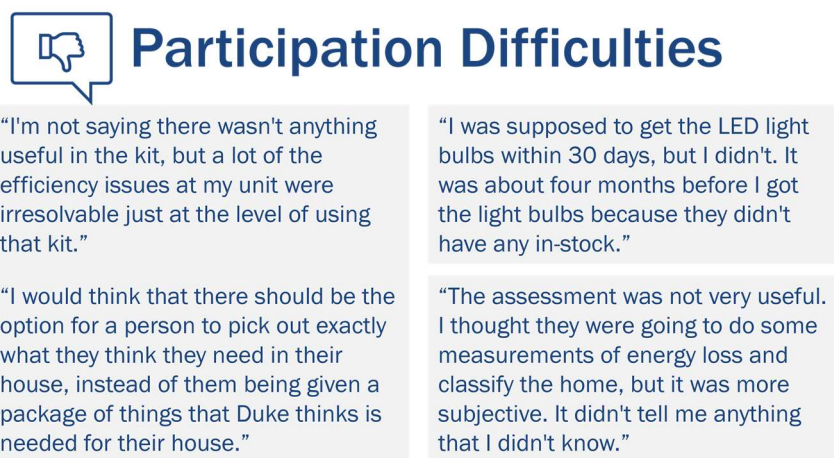 Participation Difficulties
“I'm not saying there wasn't anything
useful in the kit, but a lot of the
efficiency issues at my unit were
irresolvable just at the level of using
that kit.”
“I would think that there should be the
option for a person to pick out exactly
what they think they need in their
house, instead of them being given a
package of things that Duke thinks is
needed for their house.”
“I was supposed to get the LED light
bulbs within 30 days, but I didn't. It
was about four months before I got
the light bulbs because they didn't
have any in-stock.”
“The assessment was not very useful.
I thought they were going to do some
measurements of energy loss and
classify the home, but it was more
subjective. It didn't tell me anything
that I didn't know.”